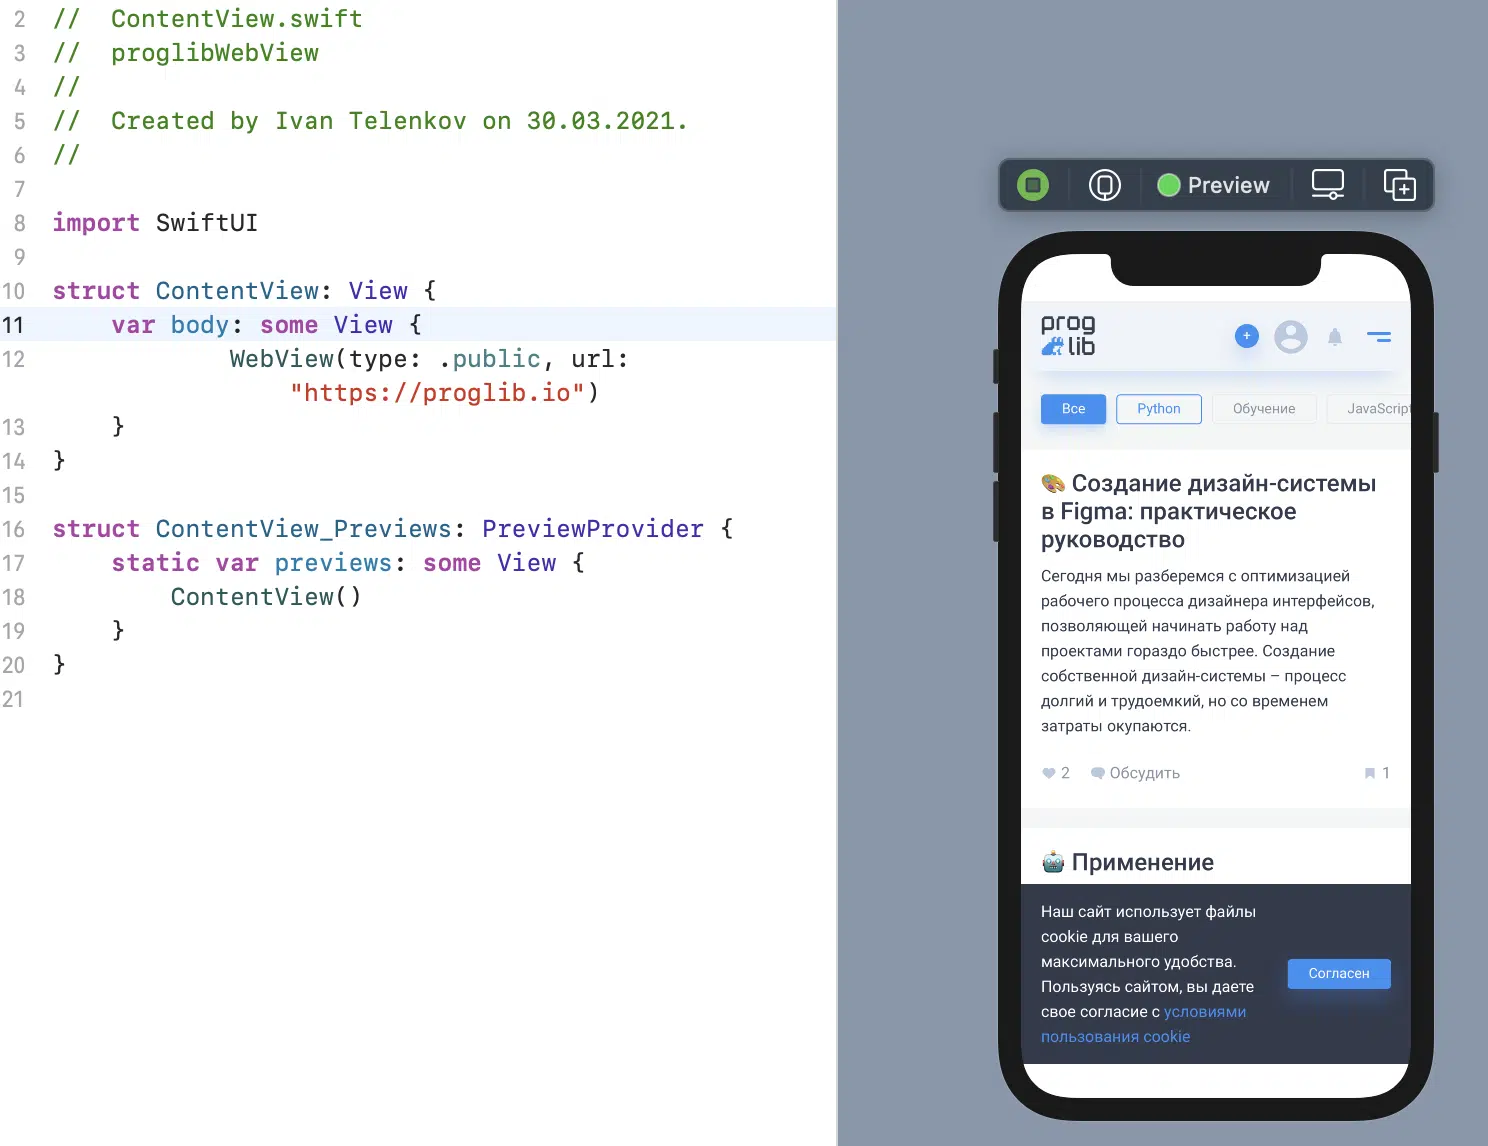 2 //  ContentView.swift
3 //  proglibWebView
4 //
5 //  Created by Ivan Telenkov on 30.03.2021.
6 //
7
8 import SwiftUI
9
10 struct ContentView: View {
11     var body: some View {
12             WebView(type: .public, url:
                "https://proglib.io")
13     }
14 }
15
16 struct ContentView_Previews: PreviewProvider {
17     static var previews: some View {
18         ContentView()
19     }
20 }
21
Preview
prog
lib
Все Python Обучение JavaScript
Создание дизайн-системы
в Figma: практическое
руководство
Сегодня мы разберемся с оптимизацией
рабочего процесса дизайнера интерфейсов,
позволяющей начинать работу над
проектами гораздо быстрее. Создание
собственной дизайн-системы – процесс
долгий и трудоемкий, но со временем
затраты окупаются.
2 Обсудить 1
Применение
Наш сайт использует файлы
cookie для вашего
максимального удобства.
Пользуясь сайтом, вы даете
свое согласие с условиями
пользования cookie
Согласен